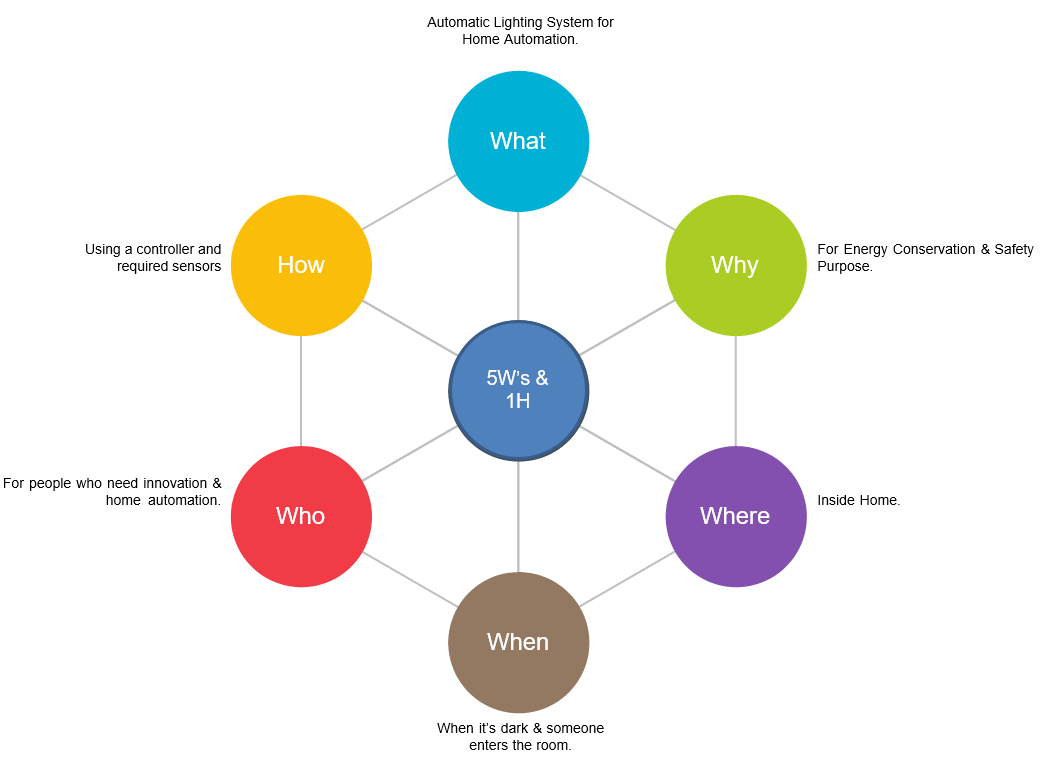 Automatic Lighting System for
Home Automation.
What
How
Using a controller and
required sensors
Why
For Energy Conservation & Safety
Purpose.
5W’s &
1H
Who
For people who need innovation &
home automation.
Where
Inside Home.
When
When it’s dark & someone
enters the room.